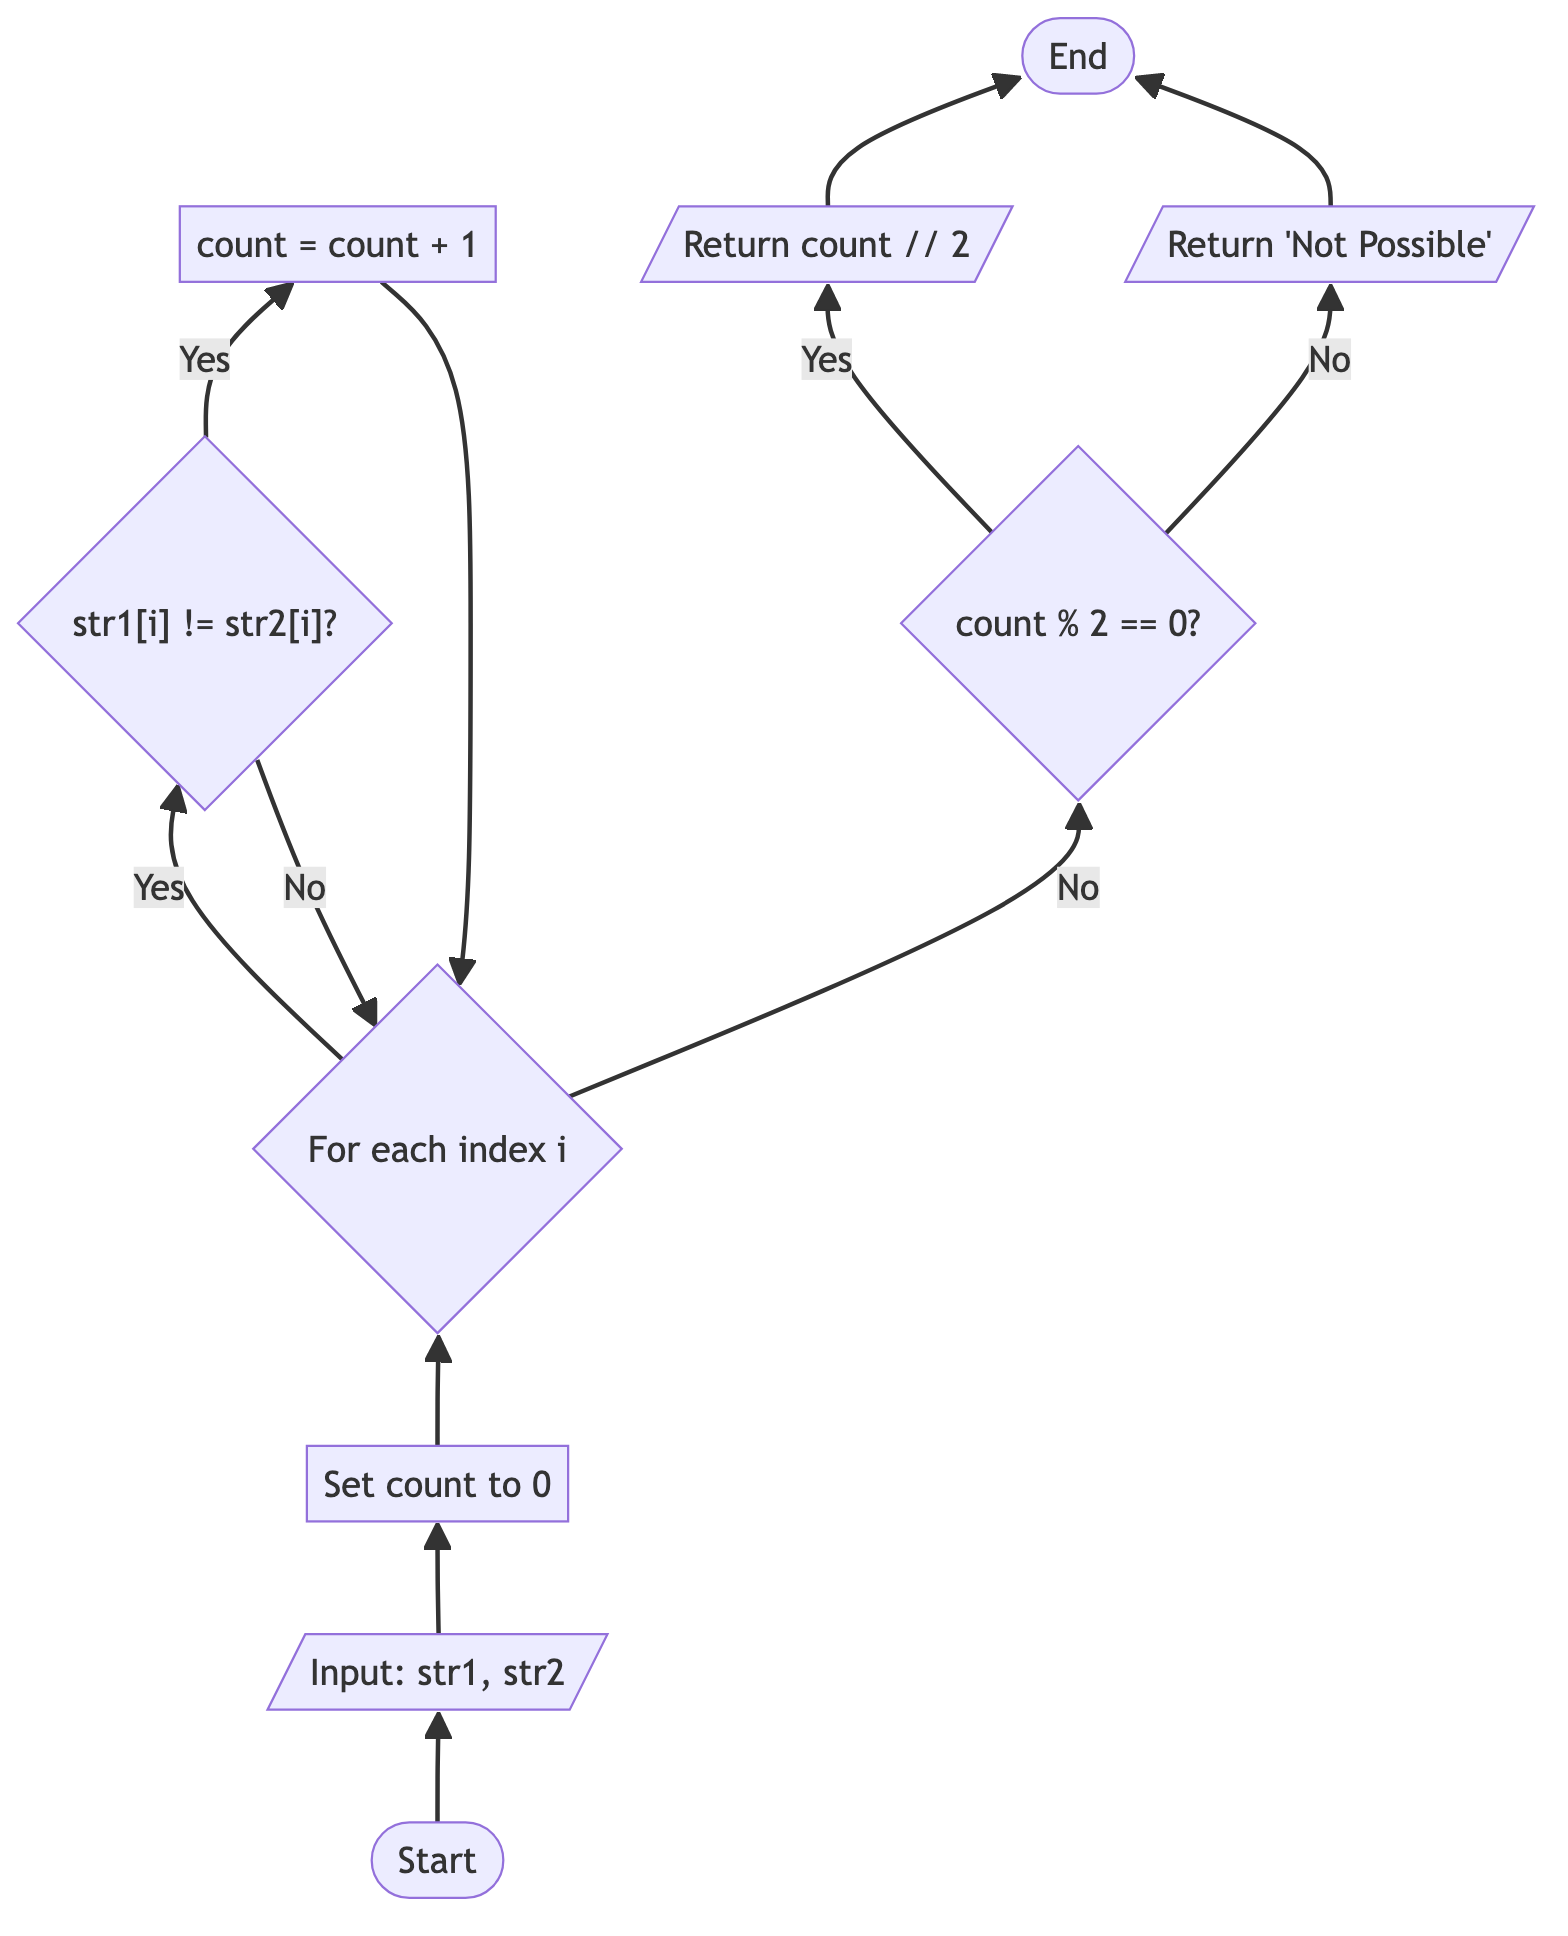 End
count = count + 1
Return count // 2
Return 'Not Possible'
Yes
Yes
No
str1[i] != str2[i]?
count % 2 == 0?
Yes
No
No
For each index i
Set count to 0
Input: str1, str2
Start